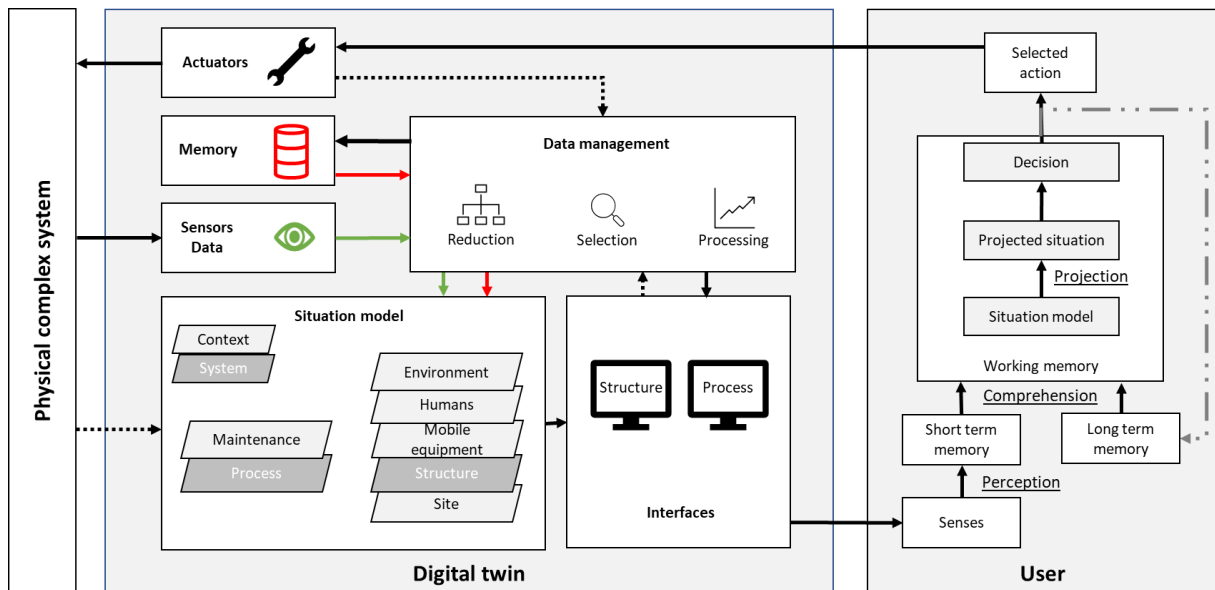 Physical complex system
Actuators
Memory
Sensors
Data
Data management
Reduction
Selection
Processing
Situation model
Context
System
Maintenance
Process
Environment
Humans
Mobile
equipment
Structure
Site
Structure
Process
Interfaces
Digital twin
Selected
action
Decision
Projected situation
Projection
Situation model
Working memory
Comprehension
Short term
memory
Long term
memory
Perception
Senses
User